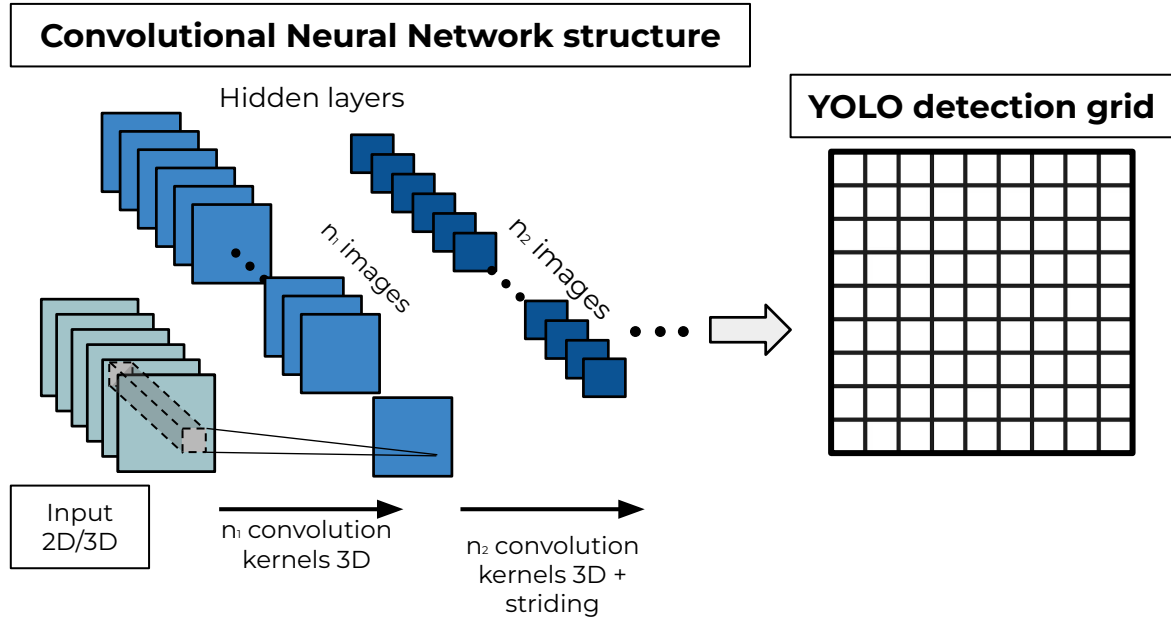 Convolutional Neural Network structure
Hidden layers
YOLO detection grid
n₁ images
n₂ images
Input
2D/3D
n₁ convolution
kernels 3D
n₂ convolution
kernels 3D +
striding